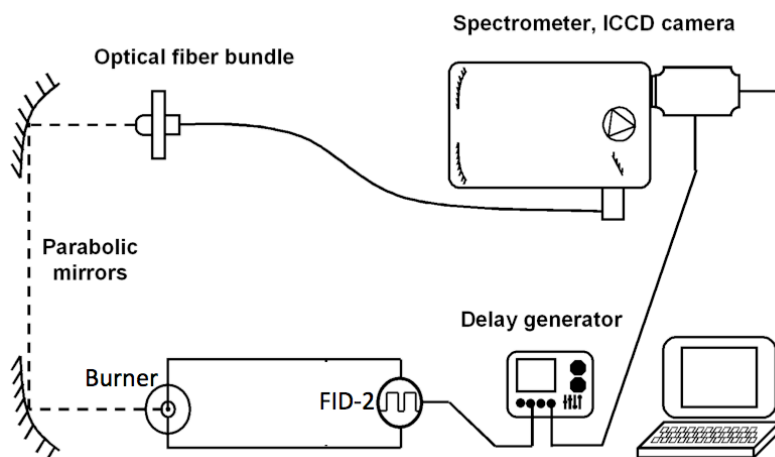 Spectrometer, ICCD camera
Optical fiber bundle
Parabolic
mirrors
Delay generator
Burner
FID-2